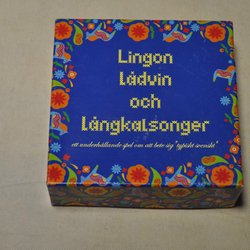 Lingon
lådvin
och
långkalsonger
ett underhållande spel om att bete sig "typiskt svenskt"